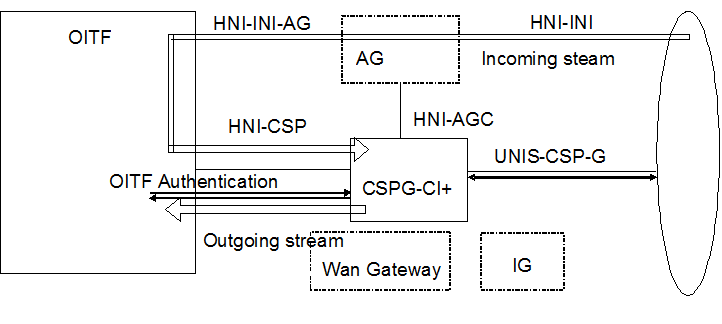 HNI-INI-AG
HNI-INI
OITF
AG
Incoming steam
HNI-CSP
HNI-AGC
UNIS-CSP-G
OITF Authentication
CSPG-CI+
Outgoing stream
Wan Gateway
IG